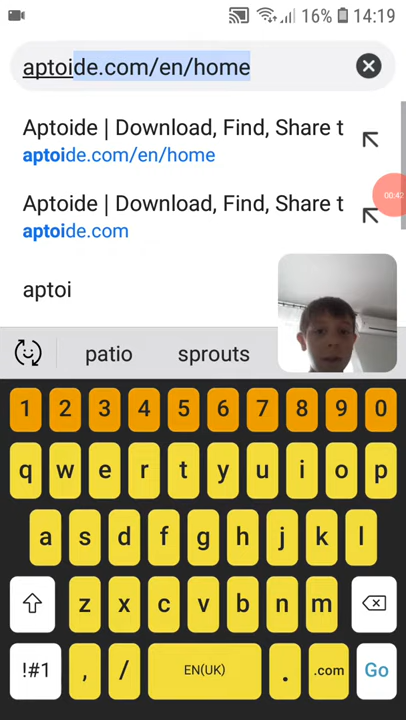 16% 14:19
aptoide.com/en/home
Aptoide | Download, Find, Share t
aptoide.com/en/home
00:42
Aptoide | Download, Find, Share t
aptoide.com
aptoi
patio sprouts
1 2 3 4 5 6 7 8 9 0
q w e r t y u i o p
a s d f g h j k l
z x c v b n m
!#1 , / EN(UK) . .com Go